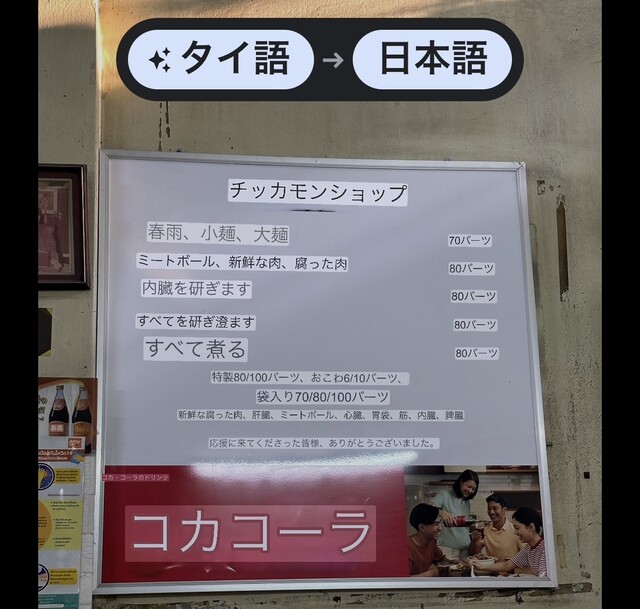 タイ語 → 日本語
チッカモンショップ
春雨、小麺、大麺 70バーツ
ミートボール、新鮮な肉、腐った肉 80バーツ
内臓を研ぎます 80バーツ
すべてを研ぎ澄ます 80バーツ
すべて煮る 80バーツ
特製80/100バーツ、おこわ6/10バーツ、
袋入り70/80/100バーツ
新鮮な腐った肉、肝臓、ミートボール、心臓、胃袋、筋、内臓、脾臓
応援に来てくださった皆様、ありがとうございました。
コカ・コーラのドリンク
コカコーラ